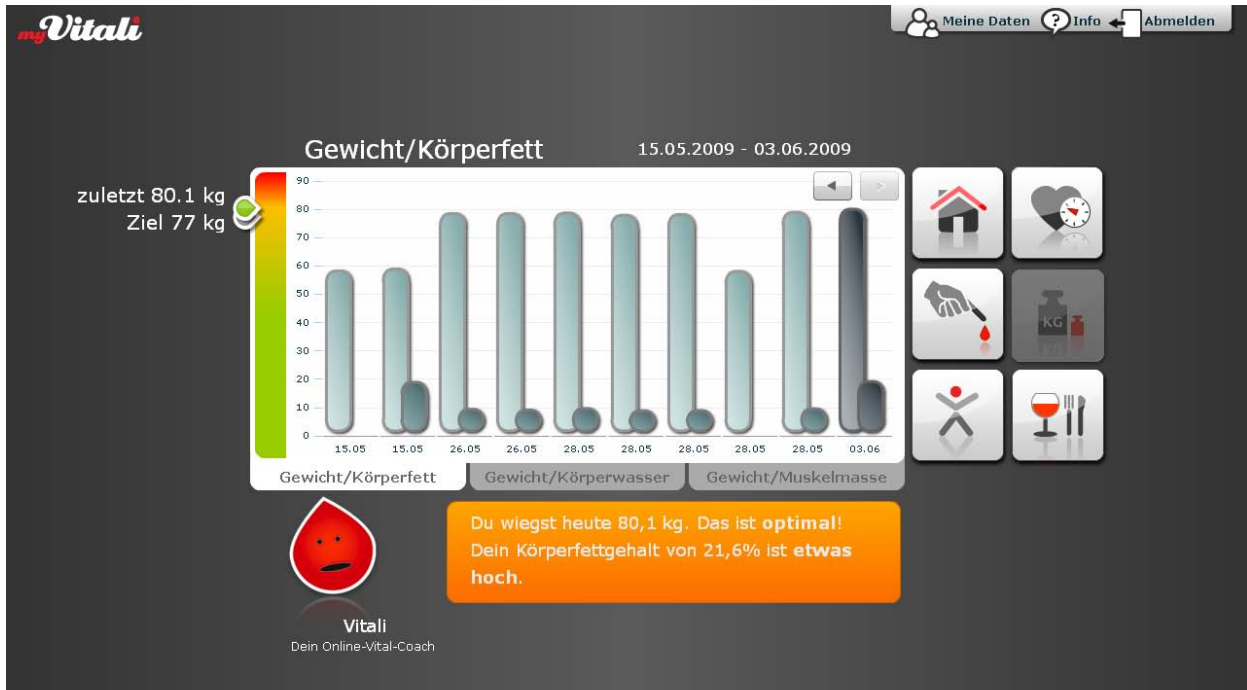 myVitali
Meine Daten
Info
Abmelden
Gewicht/Körperfett
15.05.2009 - 03.06.2009
zuletzt 80.1 kg
Ziel 77 kg
90
80
70
60
50
40
30
20
10
0
15.05 15.05 26.05 26.05 28.05 28.05 28.05 28.05 28.05 03.06
Gewicht/Körperfett
Gewicht/Körperwasser
Gewicht/Muskelmasse
KG
Du wiegst heute 80,1 kg. Das ist optimal!
Dein Körperfettgehalt von 21,6% ist etwas
hoch.
Vitali
Dein Online-Vital-Coach